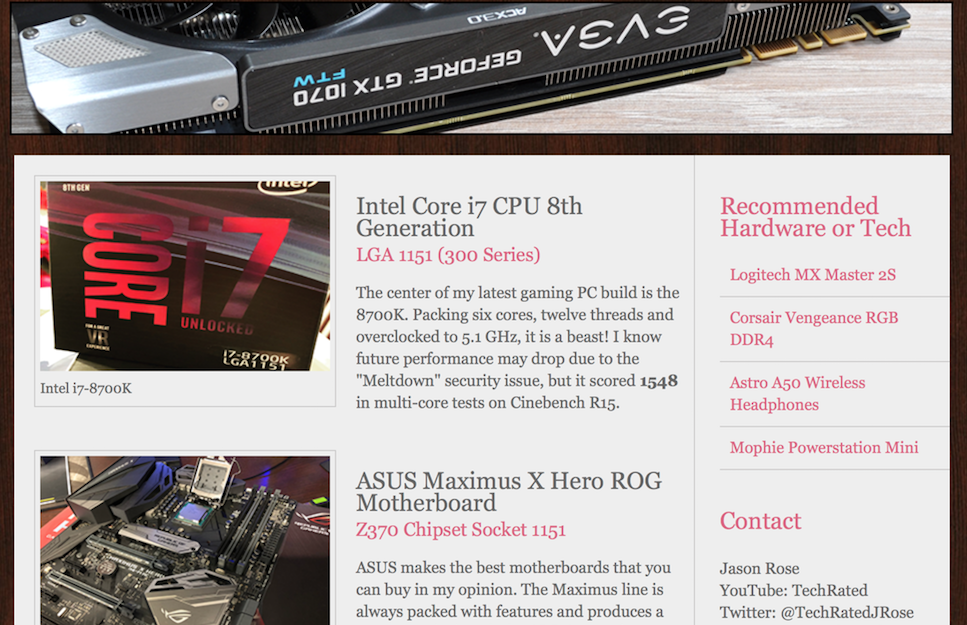 EVGA
ACX 3.0
GEFORCE® GTX 1070
FTW
8TH GEN
intel
CORE i7
UNLOCKED
FOR A GREAT
VR
EXPERIENCE
i7-8700K
LGA1151
Intel i7-8700K
Intel Core i7 CPU 8th
Generation
LGA 1151 (300 Series)
The center of my latest gaming PC build is the
8700K. Packing six cores, twelve threads and
overclocked to 5.1 GHz, it is a beast! I know
future performance may drop due to the
"Meltdown" security issue, but it scored 1548
in multi-core tests on Cinebench R15.
ASUS Maximus X Hero ROG
Motherboard
Z370 Chipset Socket 1151
ASUS makes the best motherboards that you
can buy in my opinion. The Maximus line is
always packed with features and produces a
Recommended
Hardware or Tech
Logitech MX Master 2S
Corsair Vengeance RGB
DDR4
Astro A50 Wireless
Headphones
Mophie Powerstation Mini
Contact
Jason Rose
YouTube: TechRated
Twitter: @TechRatedJRose